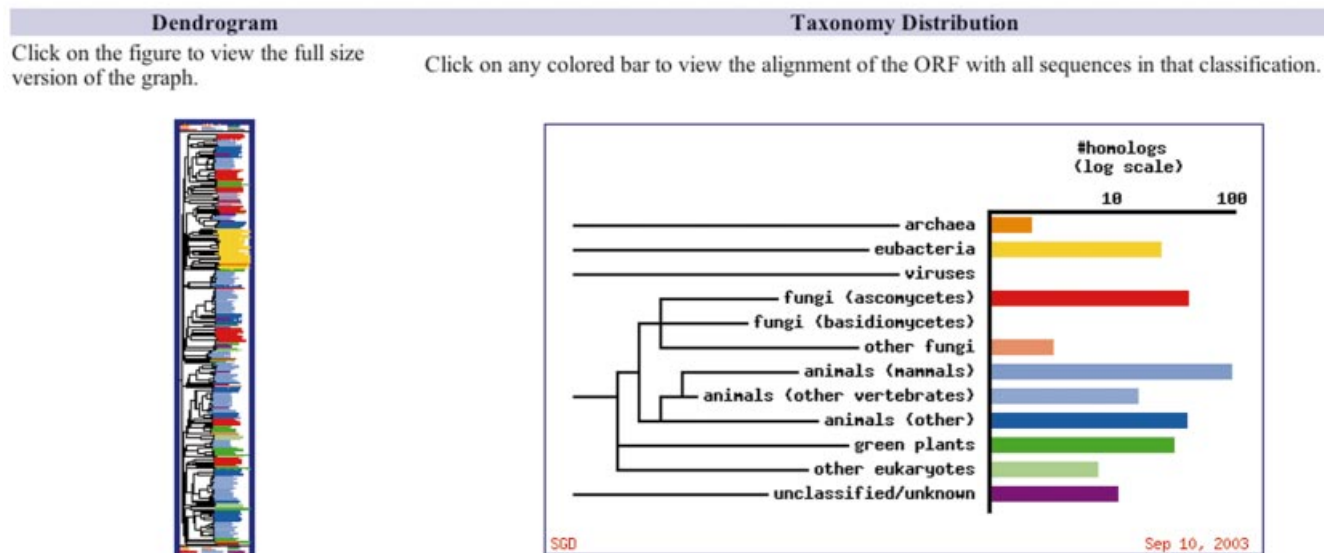 Dendrogram
Taxonomy Distribution
Click on the figure to view the full size
version of the graph.
Click on any colored bar to view the alignment of the ORF with all sequences in that classification.
#homologs
(log scale)
10 100
archaea
eubacteria
viruses
fungi (ascomycetes)
fungi (basidiomycetes)
other fungi
animals (mammals)
animals (other vertebrates)
animals (other)
green plants
other eukaryotes
unclassified/unknown
SGD
Sep 10, 2003